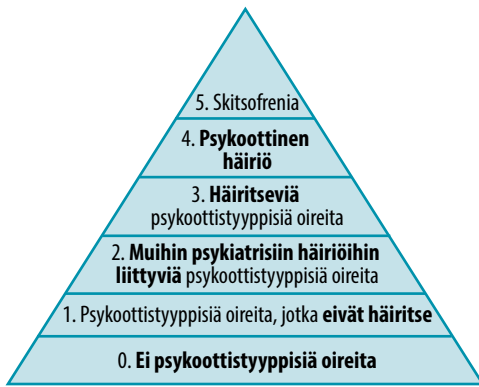 5. Skitsofrenia
4. Psykoottinen
häiriö
3. Häiritseviä
psykoottistyyppisiä oireita
2. Muihin psykiatrisiin häiriöihin
liittyviä psykoottistyyppisiä oireita
1. Psykoottistyyppisiä oireita, jotka eivät häiritse
0. Ei psykoottistyyppisiä oireita